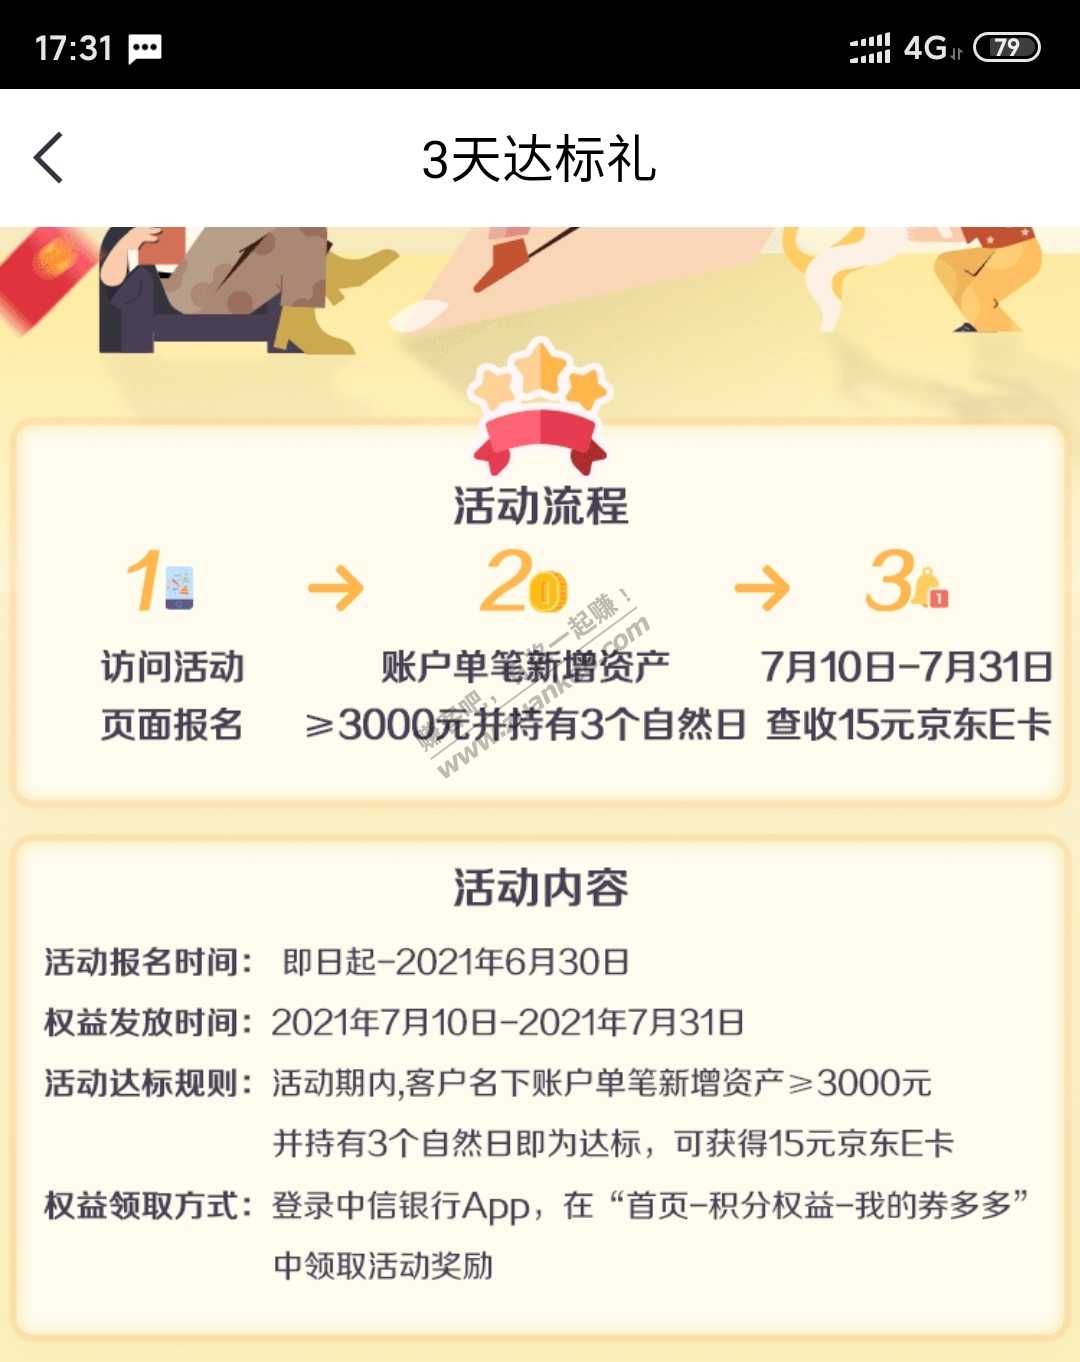 17:31
4G
79
3天达标礼
活动流程
1
2
3
1
访问活动
页面报名
账户单笔新增资产
≥3000元并持有3个自然日
7月10日-7月31日
查收15元京东E卡
活动内容
活动报名时间： 即日起-2021年6月30日
权益发放时间：2021年7月10日-2021年7月31日
活动达标规则：活动期内,客户名下账户单笔新增资产≥3000元
并持有3个自然日即为达标，可获得15元京东E卡
权益领取方式：登录中信银行App，在“首页-积分权益-我的券多多”
中领取活动奖励